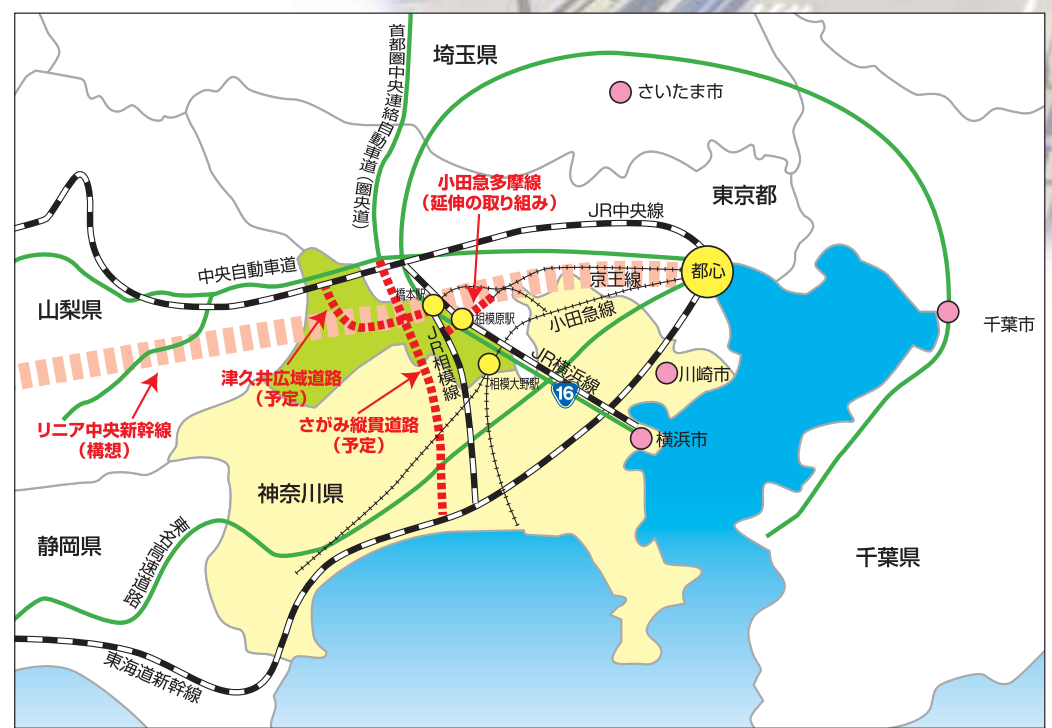 埼玉県
首都圏中央連絡自動車道(圏央道)
さいたま市
小田急多摩線
(延伸の取り組み)
東京都
JR中央線
中央自動車道
都心
京王線
山梨県
橋本駅
相模原駅
小田急線
千葉市
JR相模線
JR横浜線
津久井広域道路
(予定)
相模大野駅
川崎市
16
さがみ縦貫道路
(予定)
リニア中央新幹線
(構想)
横浜市
神奈川県
静岡県
東名高速道路
千葉県
東海道新幹線